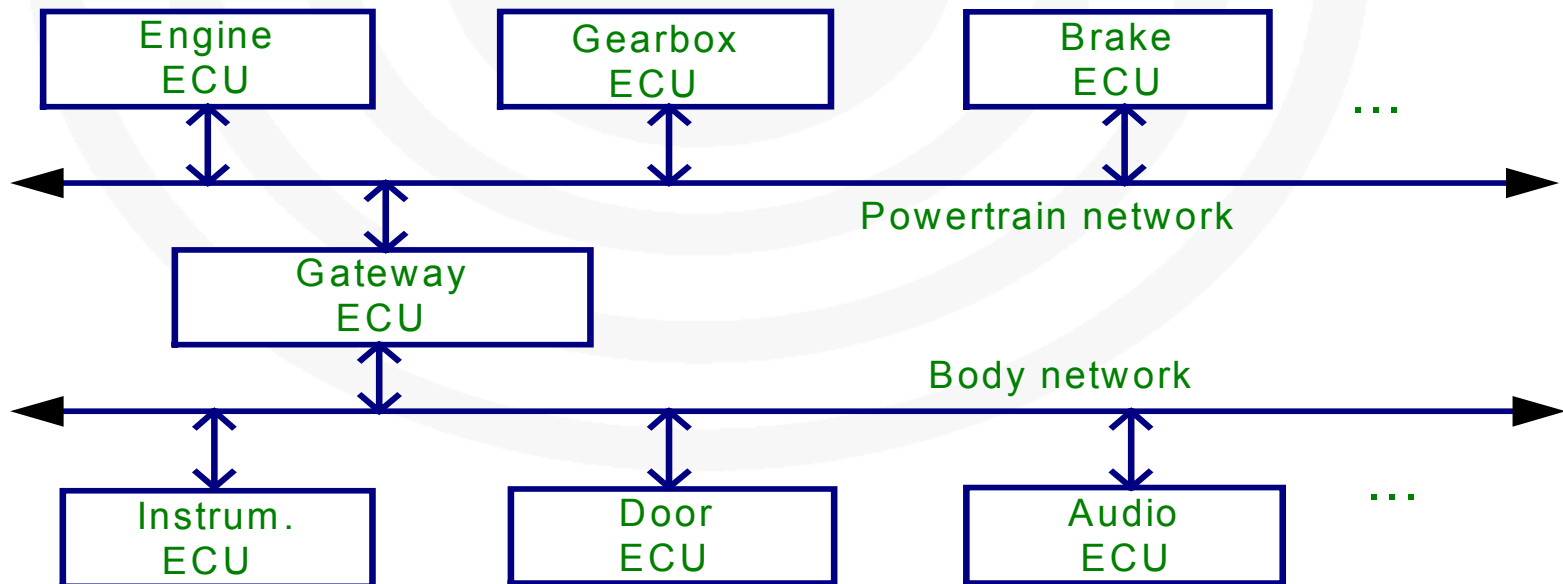 Engine
ECU
Gearbox
ECU
Brake
ECU
...
Powertrain network
Gateway
ECU
Body network
Instrum.
ECU
Door
ECU
Audio
ECU
...